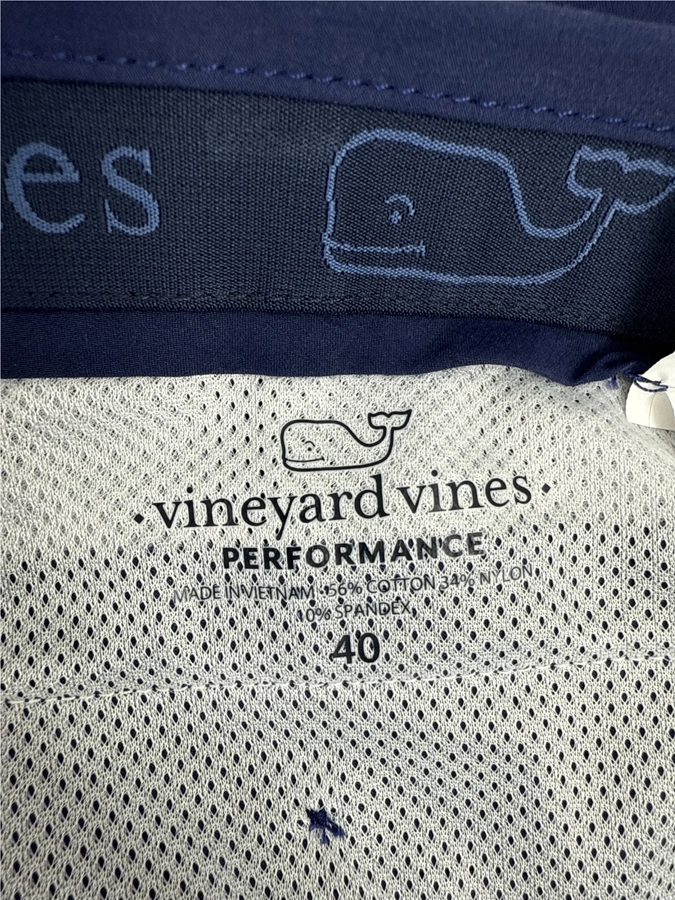 es
· vineyard vines ·
PERFORMANCE
MADE IN VIETNAM · 56% COTTON 34% NYLON
10% SPANDEX
40